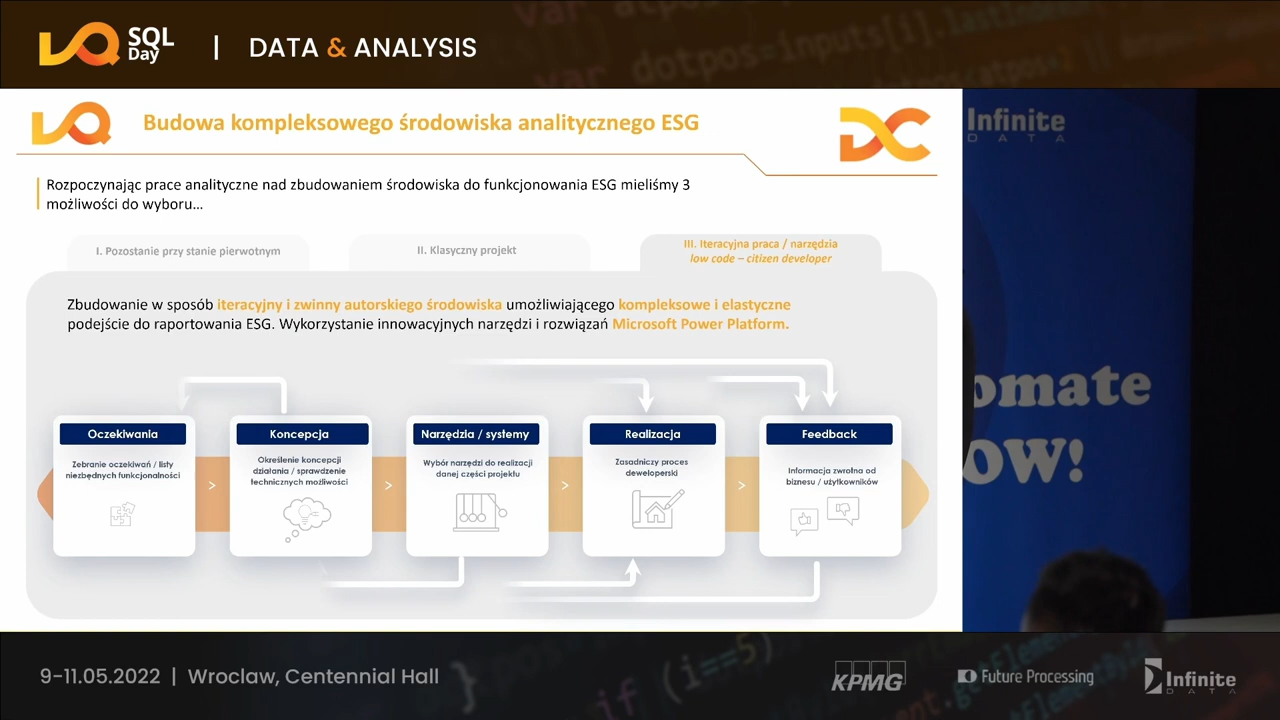 SQL
Day
| DATA & ANALYSIS
Budowa kompleksowego środowiska analitycznego ESG
Rozpoczynając prace analityczne nad zbudowaniem środowiska do funkcjonowania ESG mieliśmy 3
możliwości do wyboru...
I. Pozostanie przy stanie pierwotnym
II. Klasyczny projekt
III. Iteracyjna praca / narzędzia
low code – citizen developer
Zbudowanie w sposób iteracyjny i zwinny autorskiego środowiska umożliwiającego kompleksowe i elastyczne
podejście do raportowania ESG. Wykorzystanie innowacyjnych narzędzi i rozwiązań Microsoft Power Platform.
Oczekiwania
Zebranie oczekiwań / listy
niezbędnych funkcjonalności
>
Koncepcja
Określenie koncepcji
działania / sprawdzenie
technicznych możliwości
>
Narzędzia / systemy
Wybór narzędzi do realizacji
danej części projektu
>
Realizacja
Zasadniczy proces
deweloperski
>
Feedback
Informacja zwrotna od
biznesu / użytkowników
Infinite
DATA
omate
OW!
9-11.05.2022 | Wroclaw, Centennial Hall
KPMG
Future Processing
Infinite
DATA